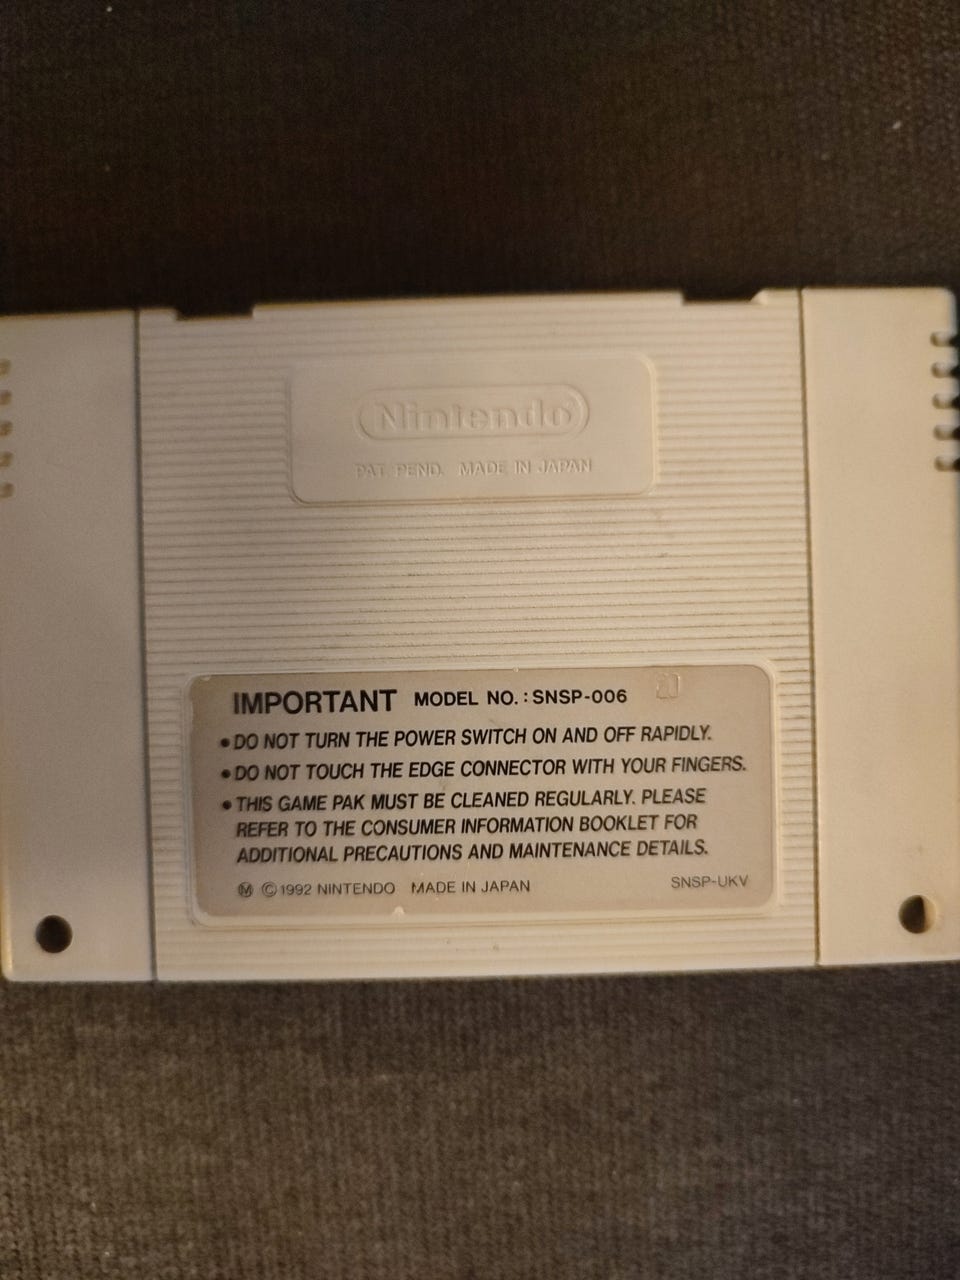 Nintendo
PAT. PEND. MADE IN JAPAN
IMPORTANT MODEL NO.: SNSP-006
• DO NOT TURN THE POWER SWITCH ON AND OFF RAPIDLY.
• DO NOT TOUCH THE EDGE CONNECTOR WITH YOUR FINGERS.
• THIS GAME PAK MUST BE CLEANED REGULARLY. PLEASE
REFER TO THE CONSUMER INFORMATION BOOKLET FOR
ADDITIONAL PRECAUTIONS AND MAINTENANCE DETAILS.
Ⓜ ©1992 NINTENDO MADE IN JAPAN SNSP-UKV